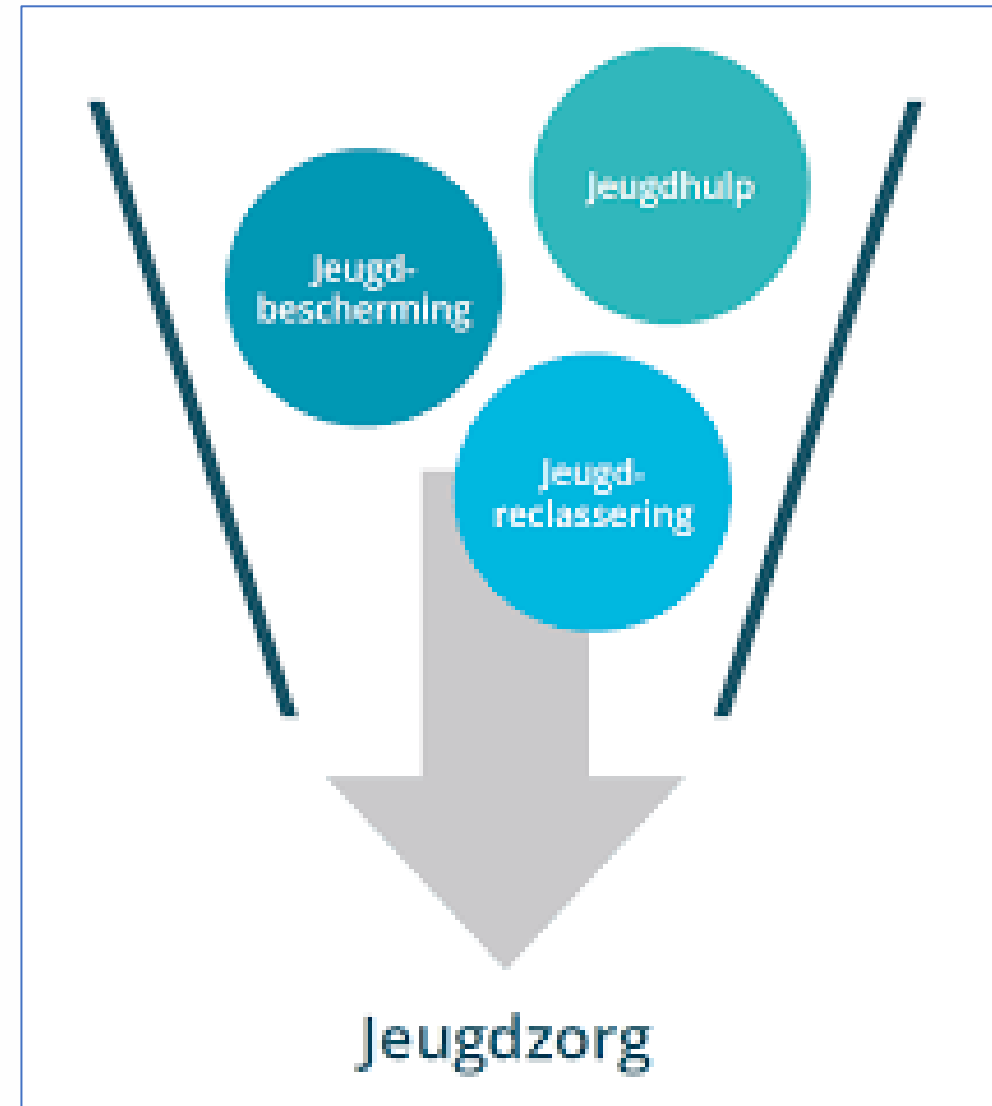 Jeugdhulp
Jeugd-
bescherming
Jeugd-
reclassering
Jeugdzorg